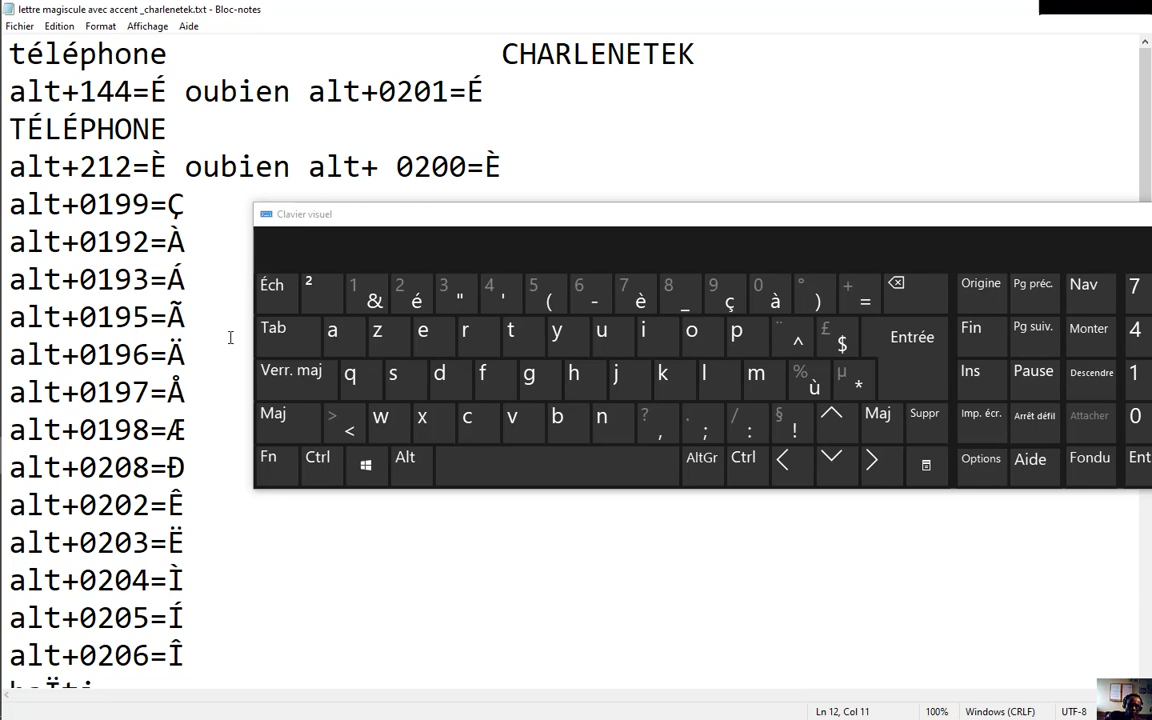 lettre magiscule avec accent _charlenetek.txt - Bloc-notes
Fichier Edition Format Affichage Aide
téléphone CHARLENETEK
alt+144=É oubien alt+0201=É
TÉLÉPHONE
alt+212=È oubien alt+ 0200=È
alt+0199=Ç
alt+0192=À
alt+0193=Á
alt+0195=Ã
alt+0196=Ä
alt+0197=Å
alt+0198=Æ
alt+0208=Ð
alt+0202=Ê
alt+0203=Ë
alt+0204=Ì
alt+0205=Í
alt+0206=Î
Clavier visuel
Éch ² 1 & 2 é 3 " 4 ' 5 ( 6 - 7 è 8 _ 9 ç 0 à ° ) + = Origine Pg préc. Nav 7
Tab a z e r t y u i o p ¨ ^ £ $ Entrée Fin Pg suiv. Monter 4
Verr. maj q s d f g h j k l m % ù µ * Ins Pause Descendre 1
Maj > < w x c v b n ? , . ; / : § ! Maj Suppr Imp. écr. Arrêt défil Attacher 0
Fn Ctrl Alt AltGr Ctrl Options Aide Fondu Ent
Ln 12, Col 11 100% Windows (CRLF) UTF-8